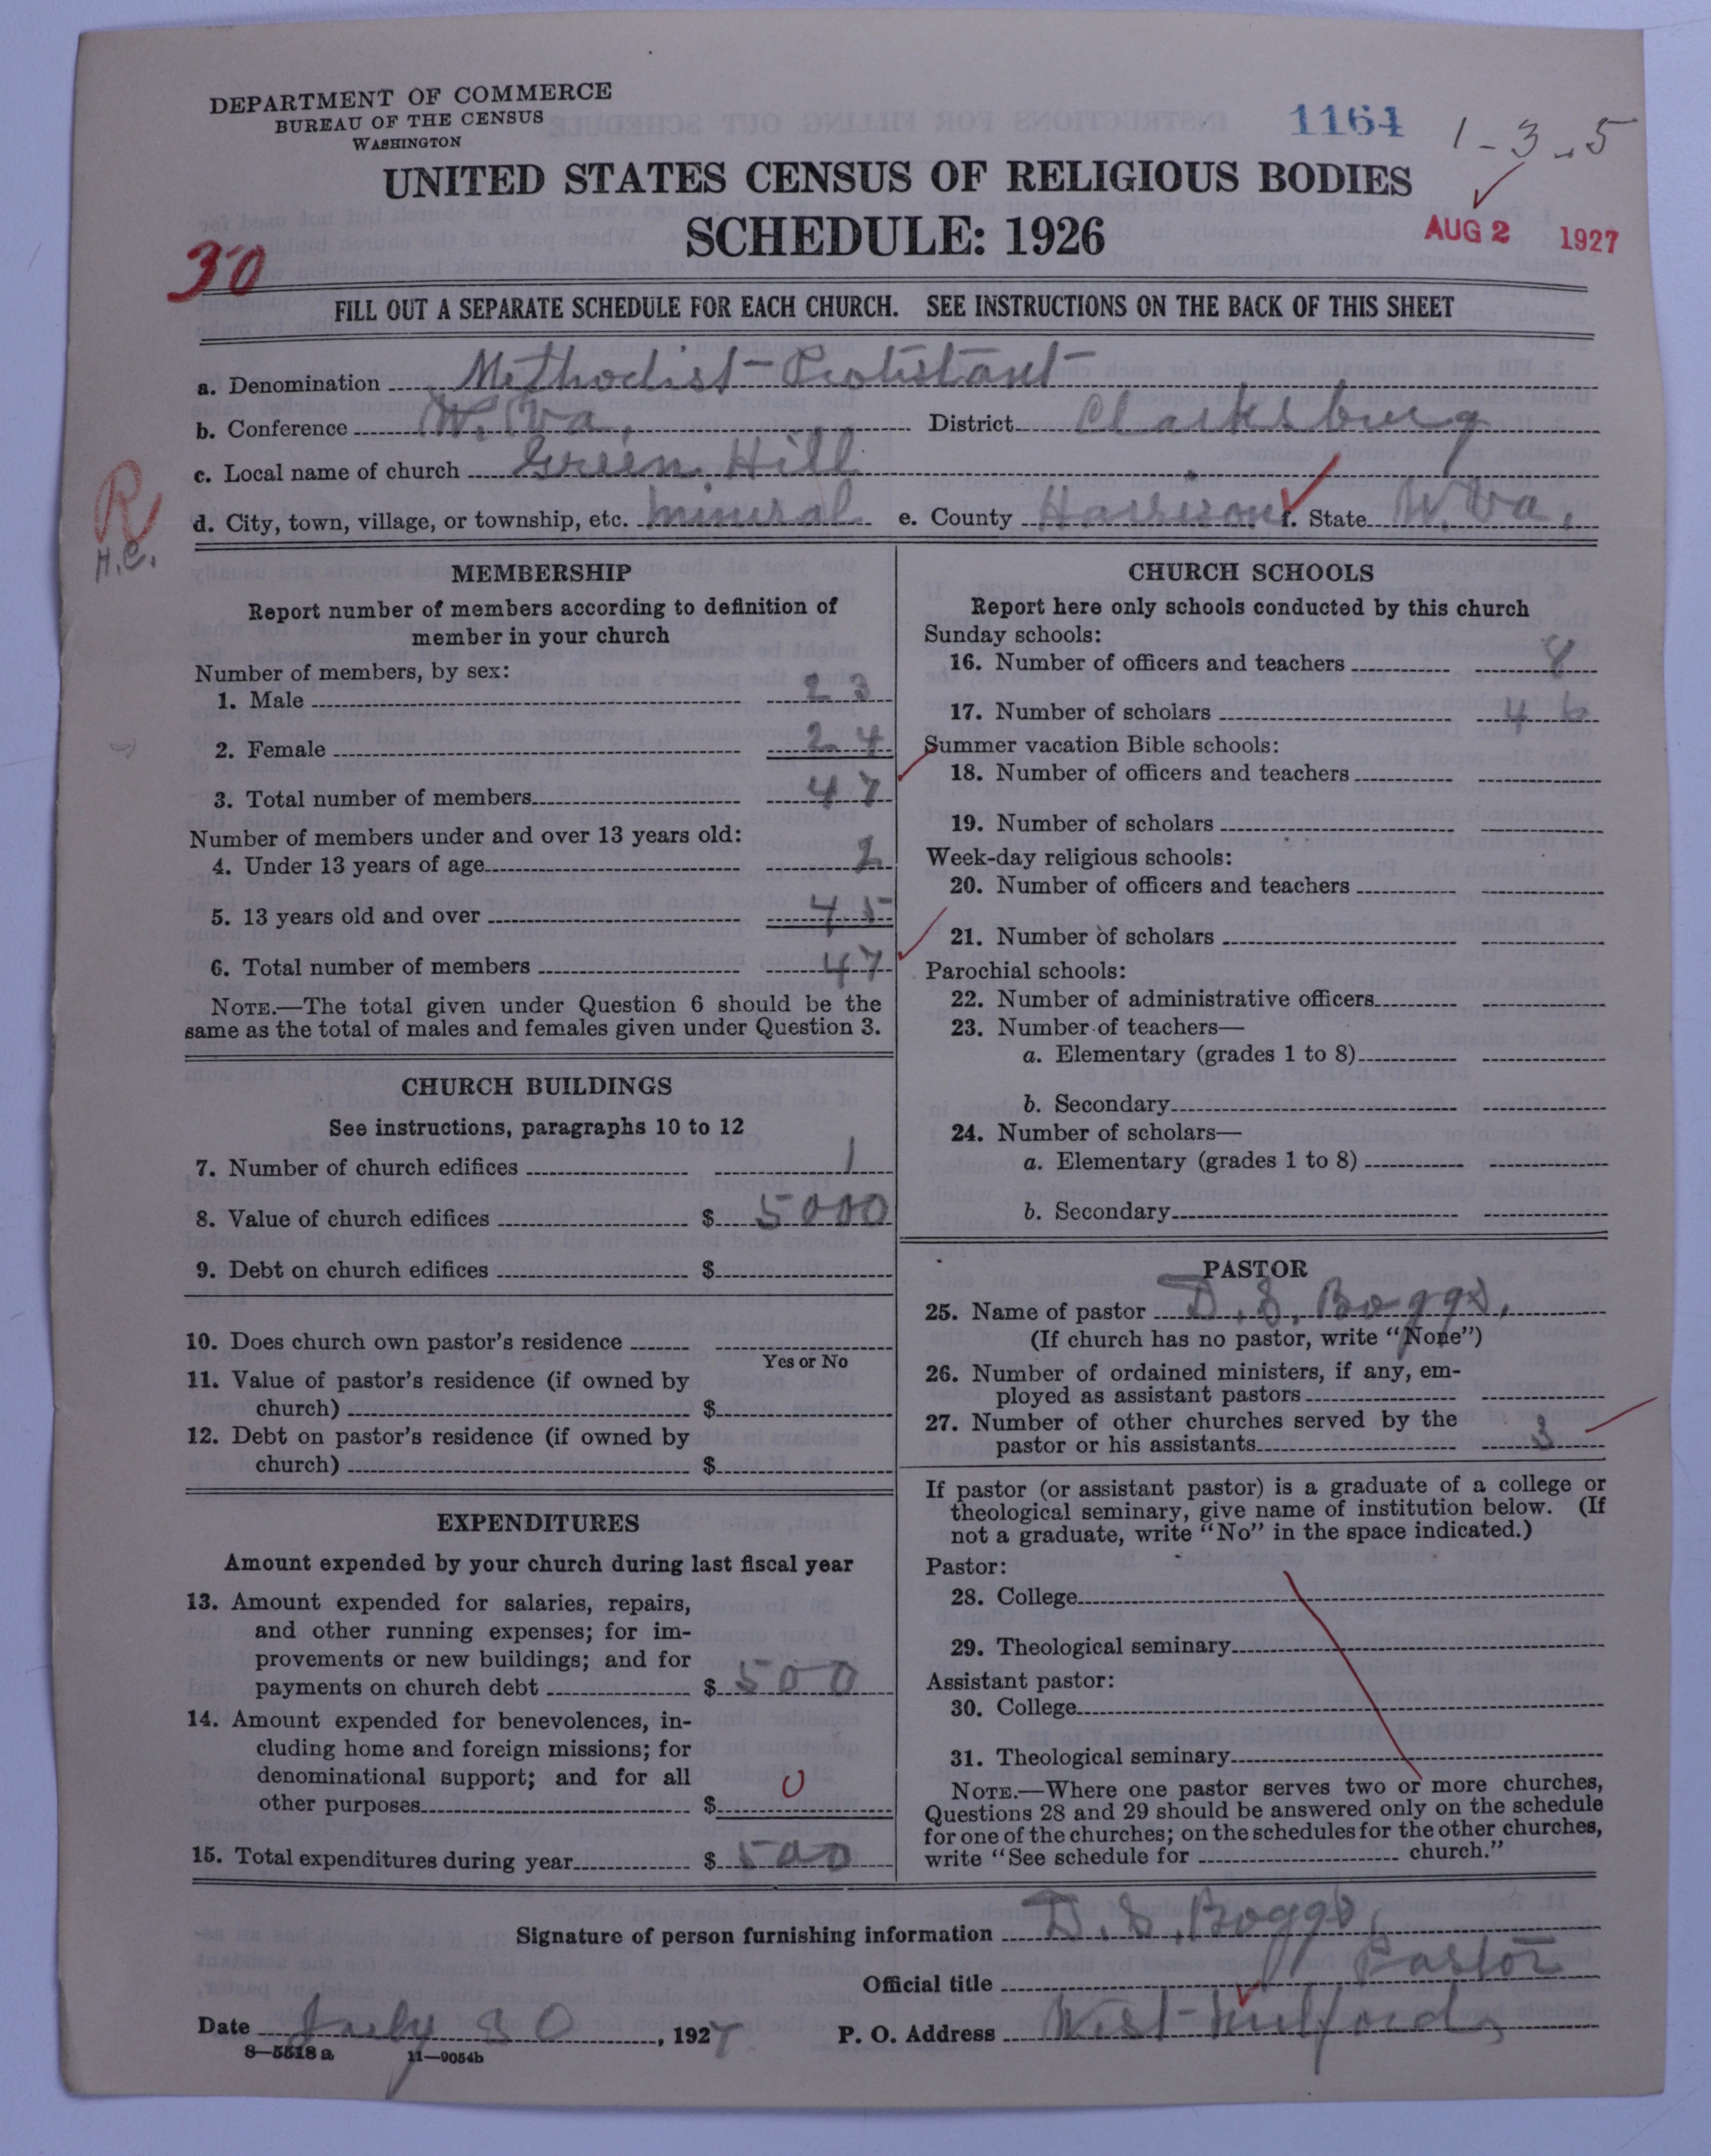 DEPARTMENT OF COMMERCE
BUREAU OF THE CENSUS
WASHINGTON
1164
1-3-5
UNITED STATES CENSUS OF RELIGIOUS BODIES
SCHEDULE: 1926
AUG 2 1927
30
FILL OUT A SEPARATE SCHEDULE FOR EACH CHURCH. SEE INSTRUCTIONS ON THE BACK OF THIS SHEET
a. Denomination Methodist Protestant
b. Conference W. Va. District Clarksburg
c. Local name of church Green Hill
R
d. City, town, village, or township, etc. Mineral e. County Harrison f. State W. Va.
H.C.
MEMBERSHIP
Report number of members according to definition of
member in your church
Number of members, by sex:
1. Male 23
2. Female 24
3. Total number of members 47
Number of members under and over 13 years old:
4. Under 13 years of age 2
5. 13 years old and over 45
6. Total number of members 47
NOTE.—The total given under Question 6 should be the
same as the total of males and females given under Question 3.
CHURCH BUILDINGS
See instructions, paragraphs 10 to 12
7. Number of church edifices 1
8. Value of church edifices $ 5000
9. Debt on church edifices $
10. Does church own pastor's residence
Yes or No
11. Value of pastor's residence (if owned by
church) $
12. Debt on pastor's residence (if owned by
church) $
EXPENDITURES
Amount expended by your church during last fiscal year
13. Amount expended for salaries, repairs,
and other running expenses; for im-
provements or new buildings; and for
payments on church debt $ 500
14. Amount expended for benevolences, in-
cluding home and foreign missions; for
denominational support; and for all
other purposes $ 0
15. Total expenditures during year $ 500
CHURCH SCHOOLS
Report here only schools conducted by this church
Sunday schools:
16. Number of officers and teachers 8
17. Number of scholars 46
Summer vacation Bible schools:
18. Number of officers and teachers
19. Number of scholars
Week-day religious schools:
20. Number of officers and teachers
21. Number of scholars
Parochial schools:
22. Number of administrative officers
23. Number of teachers—
a. Elementary (grades 1 to 8)
b. Secondary
24. Number of scholars—
a. Elementary (grades 1 to 8)
b. Secondary
PASTOR
25. Name of pastor D. S. Boggs.
(If church has no pastor, write "None")
26. Number of ordained ministers, if any, em-
ployed as assistant pastors
27. Number of other churches served by the
pastor or his assistants 3
If pastor (or assistant pastor) is a graduate of a college or
theological seminary, give name of institution below. (If
not a graduate, write "No" in the space indicated.)
Pastor:
28. College
29. Theological seminary
Assistant pastor:
30. College
31. Theological seminary
NOTE.—Where one pastor serves two or more churches,
Questions 28 and 29 should be answered only on the schedule
for one of the churches; on the schedules for the other churches,
write "See schedule for church."
Signature of person furnishing information D. S. Boggs,
Official title Pastor
Date July 30, 1927 P. O. Address West Milford,
8—5518 a 11—9054b